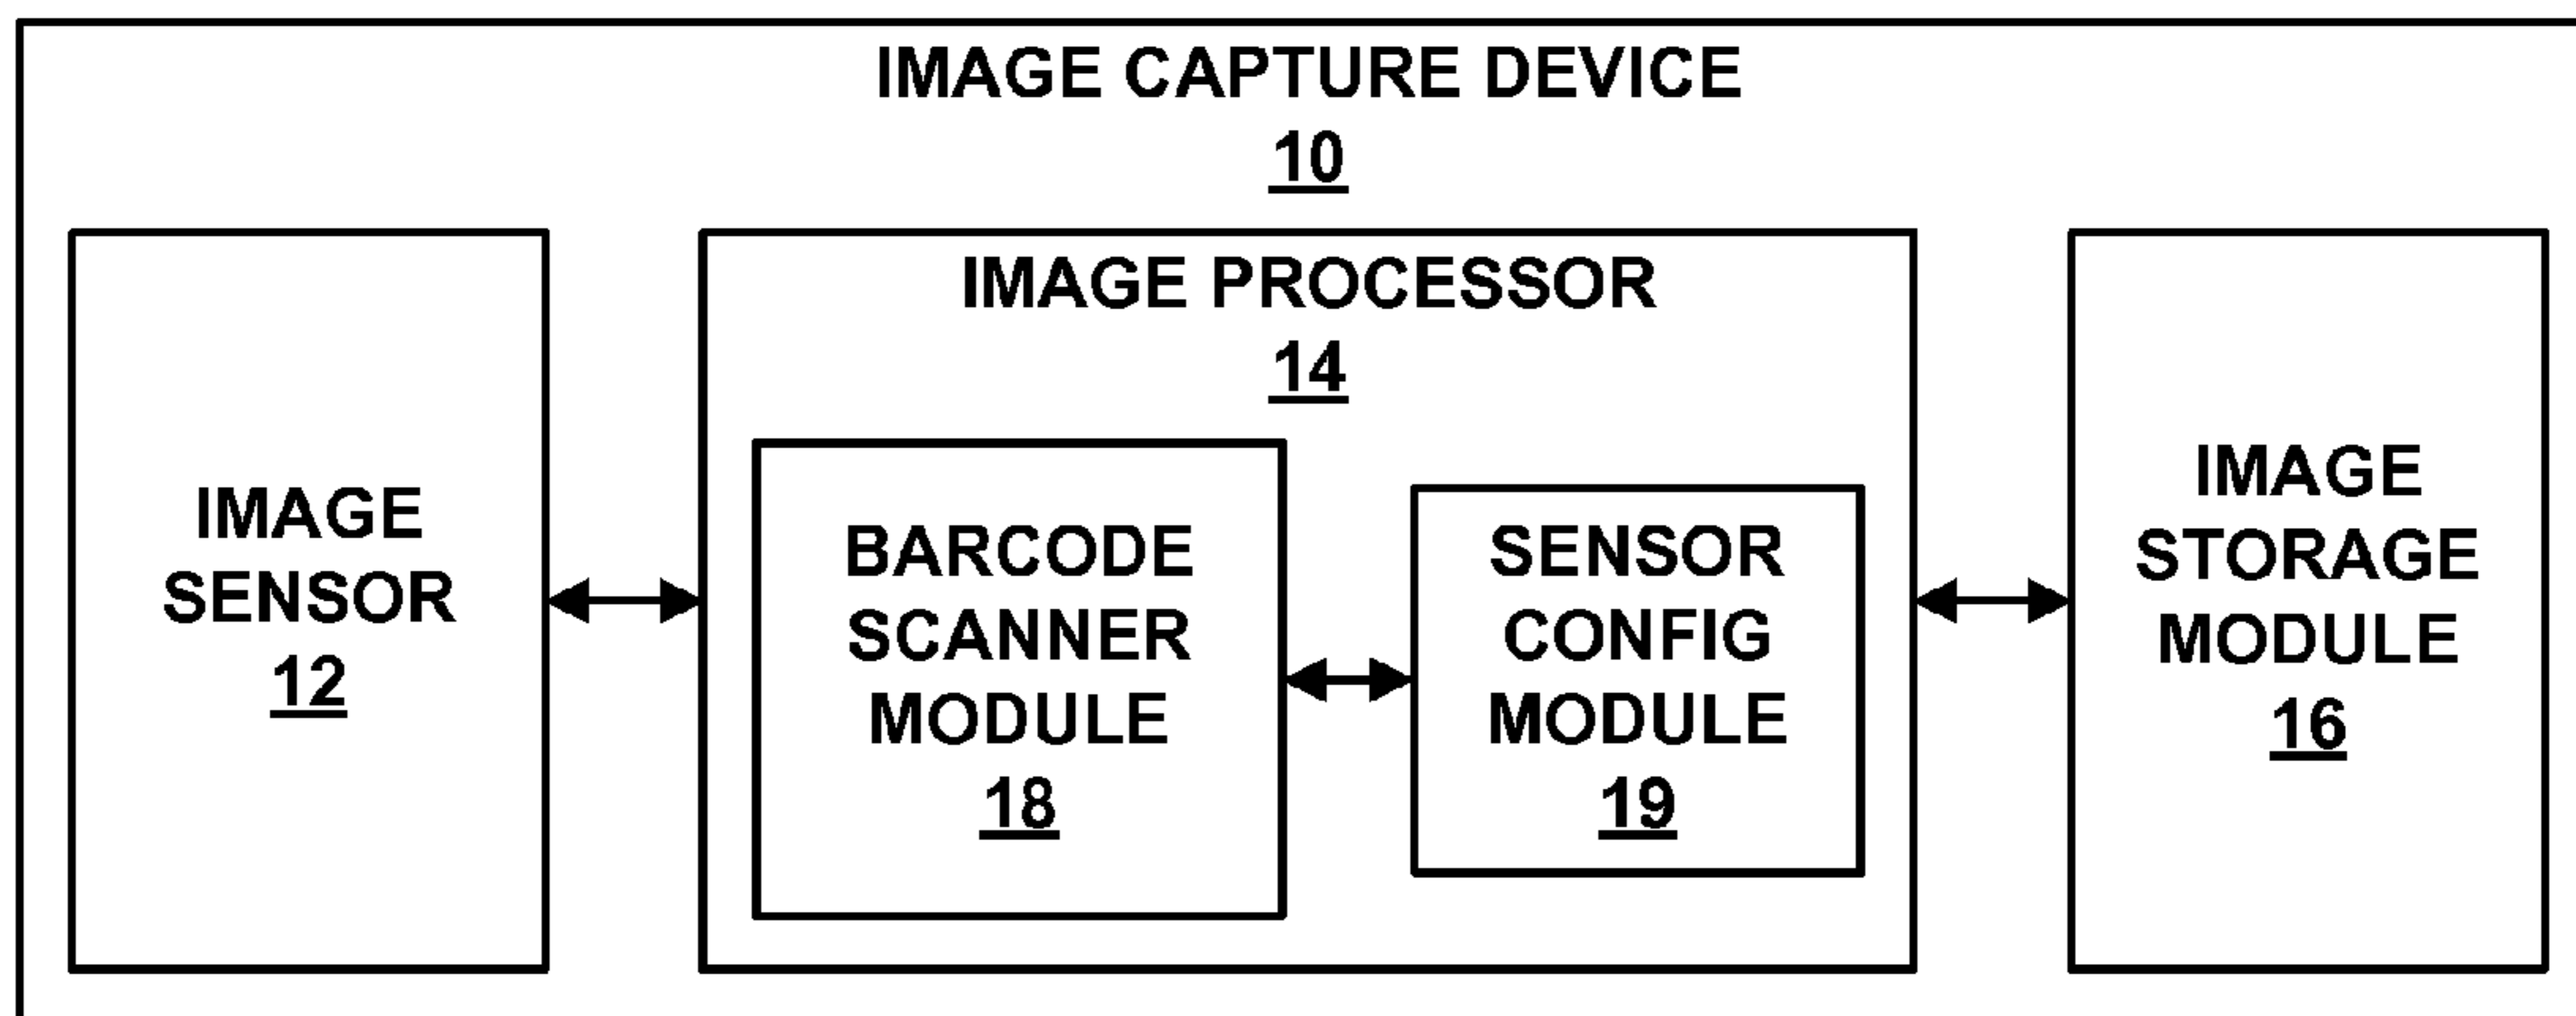 IMAGE CAPTURE DEVICE
10
IMAGE PROCESSOR
14
IMAGE
SENSOR
12
BARCODE
SCANNER
MODULE
18
SENSOR
CONFIG
MODULE
19
IMAGE
STORAGE
MODULE
16